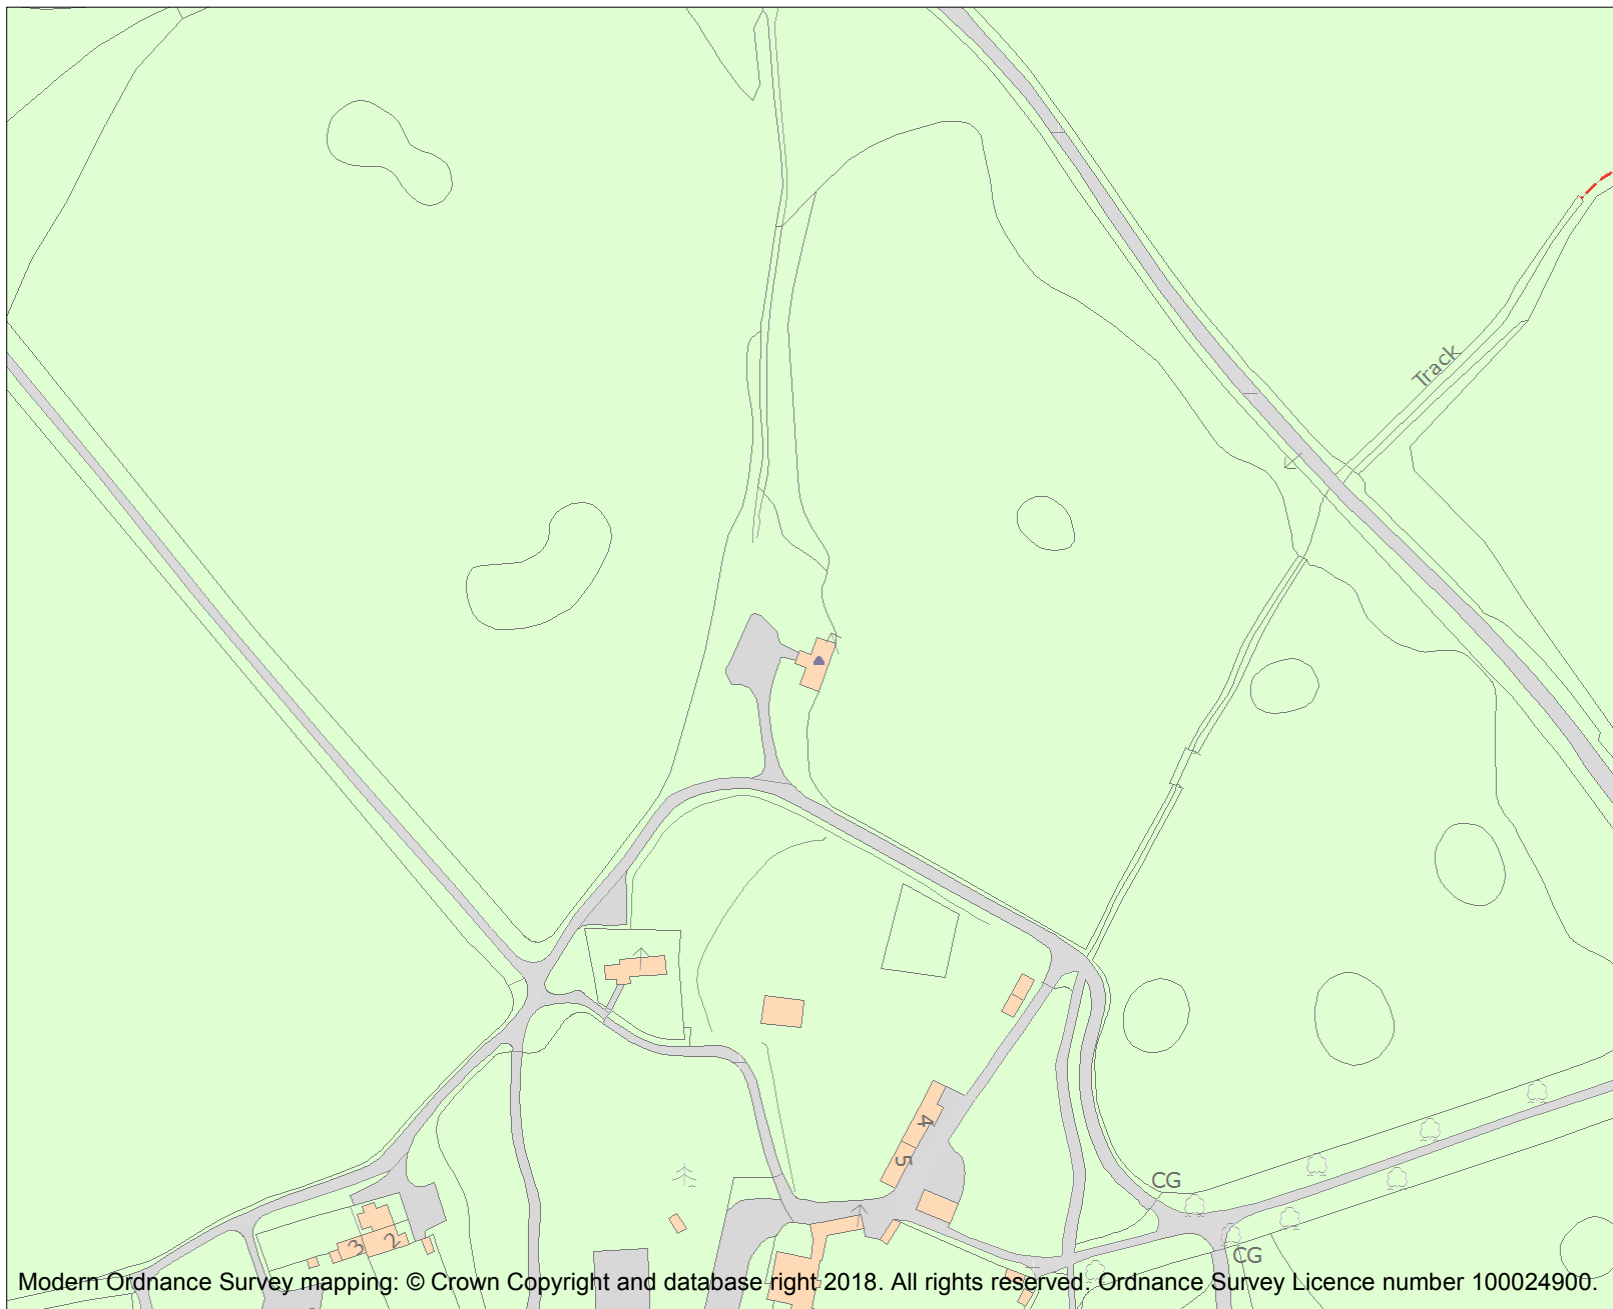 Track
4
5
CG
3
2
CG
Modern Ordnance Survey mapping: © Crown Copyright and database right 2018. All rights reserved. Ordnance Survey Licence number 100024900.